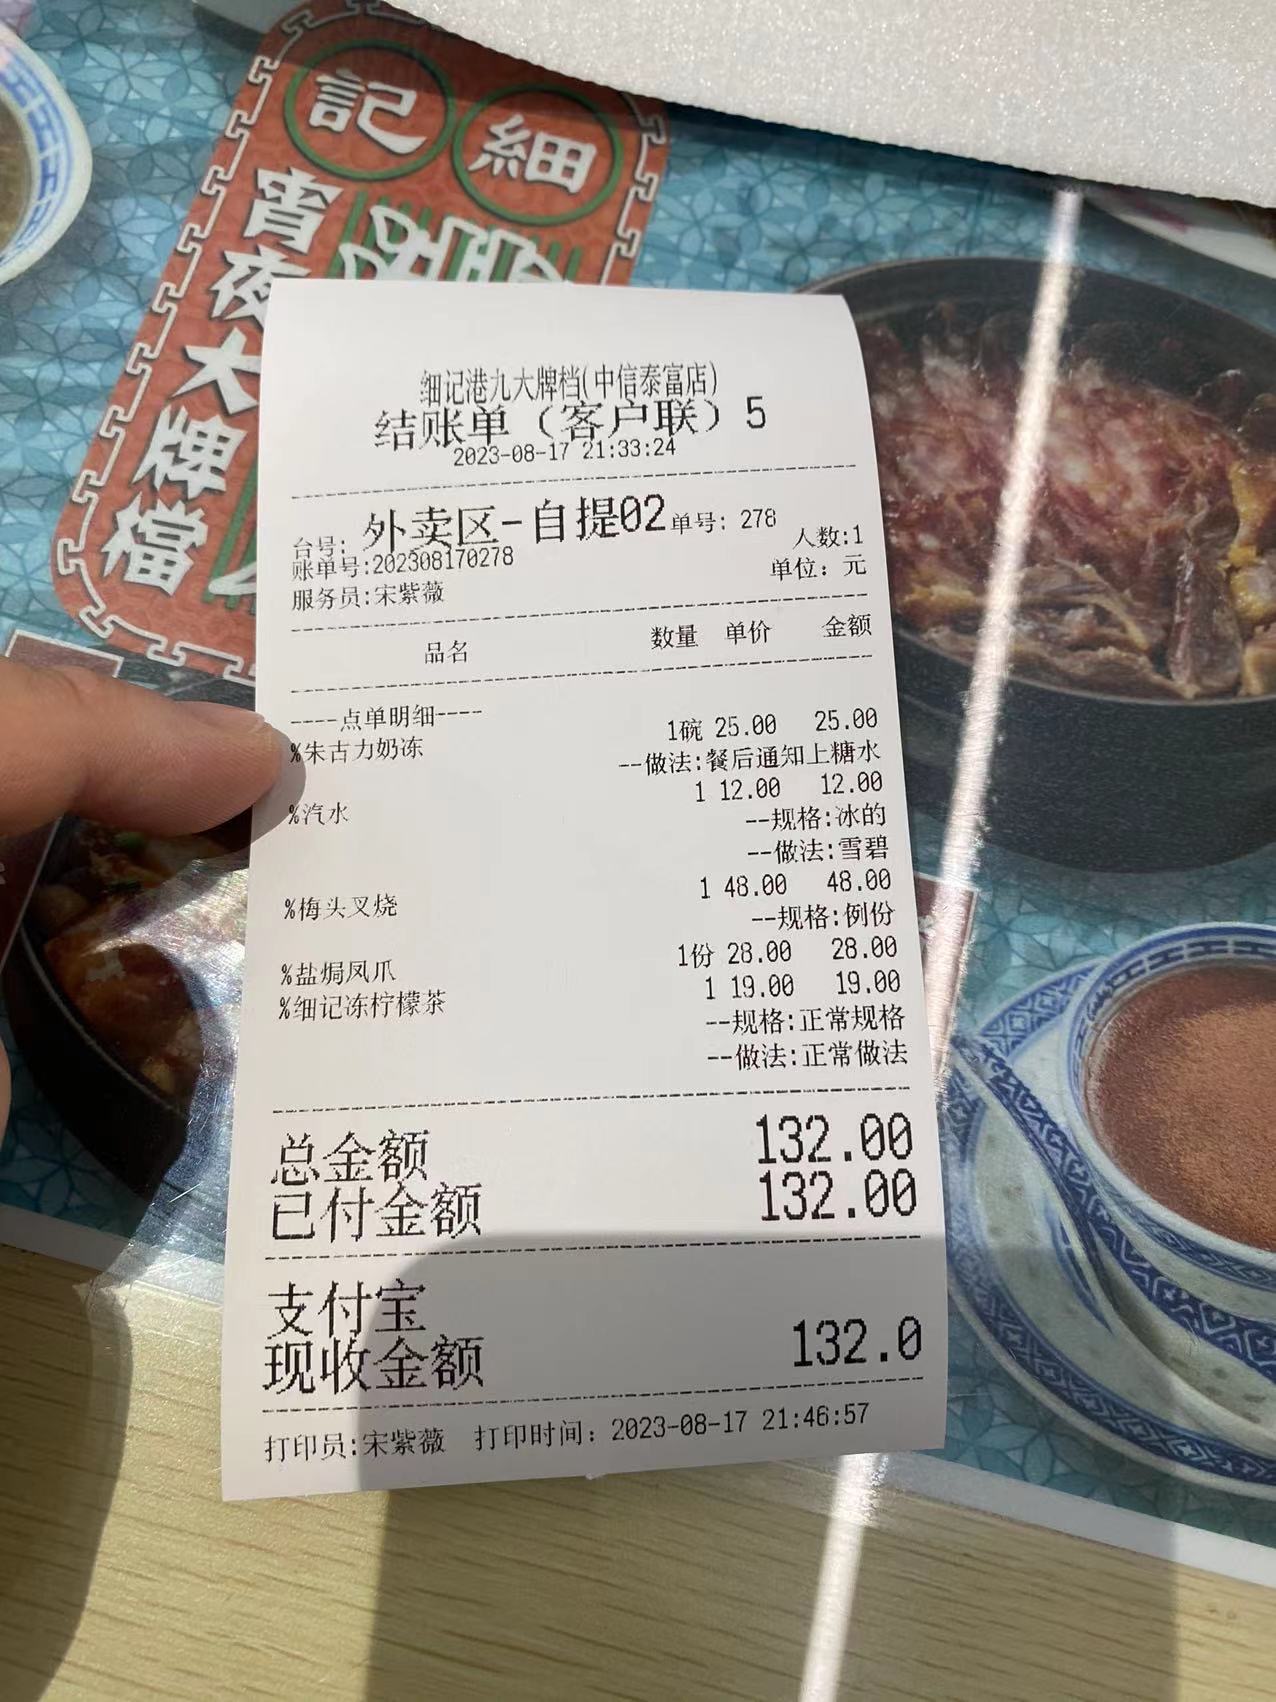 記細
宵夜大牌檔
细记港九大牌档(中信泰富店)
结账单（客户联）5
2023-08-17 21:33:24
台号: 外卖区-自提02 单号: 278
账单号:202308170278 人数:1
服务员:宋紫薇 单位: 元
品名 数量 单价 金额
----点单明细----
%朱古力奶冻 1碗 25.00 25.00
--做法:餐后通知上糖水
%汽水 1 12.00 12.00
--规格:冰的
--做法:雪碧
%梅头叉烧 1 48.00 48.00
--规格:例份
%盐焗凤爪 1份 28.00 28.00
%细记冻柠檬茶 1 19.00 19.00
--规格:正常规格
--做法:正常做法
总金额 132.00
已付金额 132.00
支付宝
现收金额 132.0
打印员:宋紫薇 打印时间: 2023-08-17 21:46:57